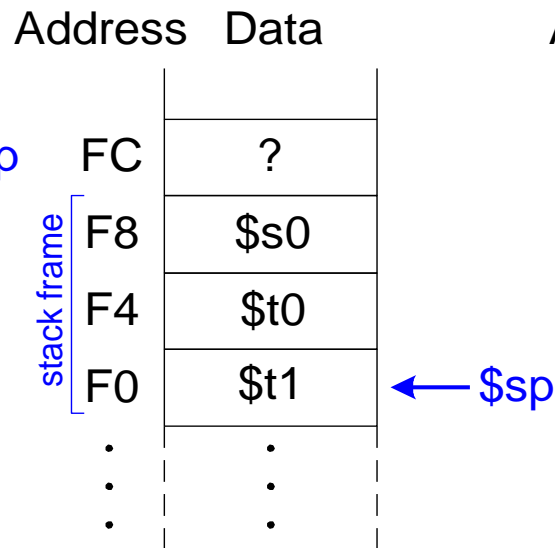 Address Data
FC ?
stack frame
F8 $s0
F4 $t0
F0 $t1 $sp